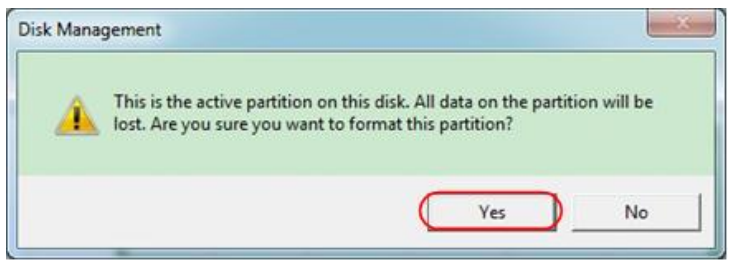 Disk Management
This is the active partition on this disk. All data on the partition will be
lost. Are you sure you want to format this partition?
Yes No